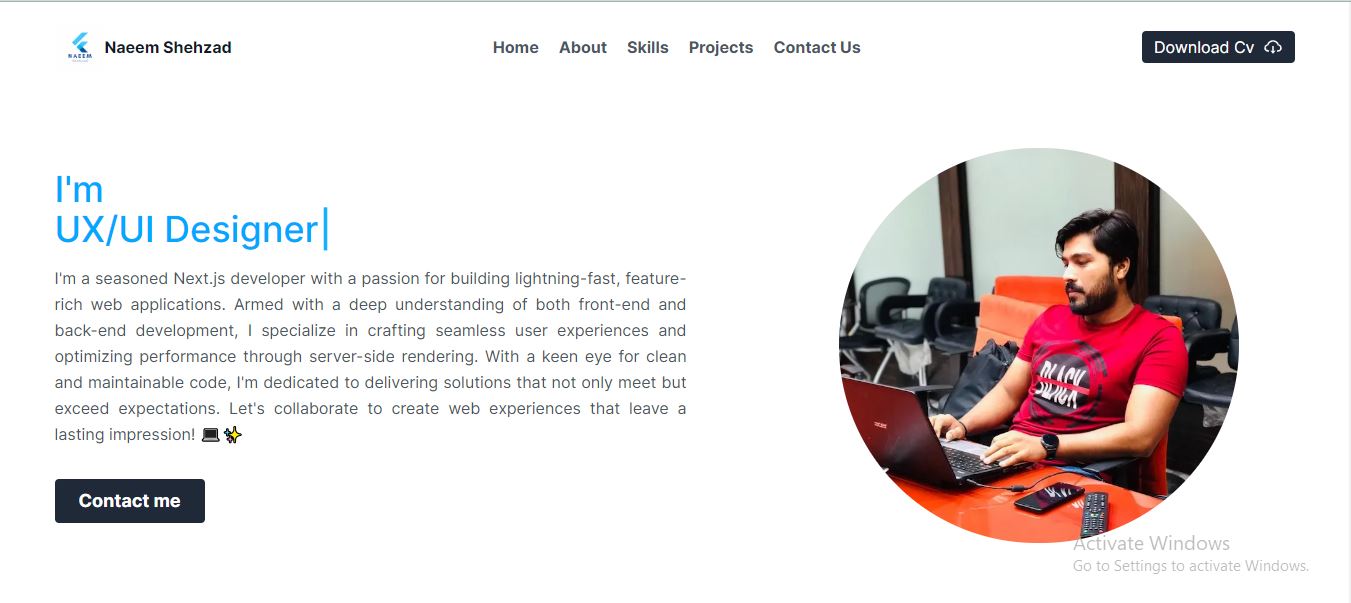 NAEEM
Naeem Shehzad
Home About Skills Projects Contact Us
Download Cv
I'm
UX/UI Designer|
I'm a seasoned Next.js developer with a passion for building lightning-fast, feature-
rich web applications. Armed with a deep understanding of both front-end and
back-end development, I specialize in crafting seamless user experiences and
optimizing performance through server-side rendering. With a keen eye for clean
and maintainable code, I'm dedicated to delivering solutions that not only meet but
exceed expectations. Let's collaborate to create web experiences that leave a
lasting impression! 💻✨
Contact me
BLACK
Activate Windows
Go to Settings to activate Windows.